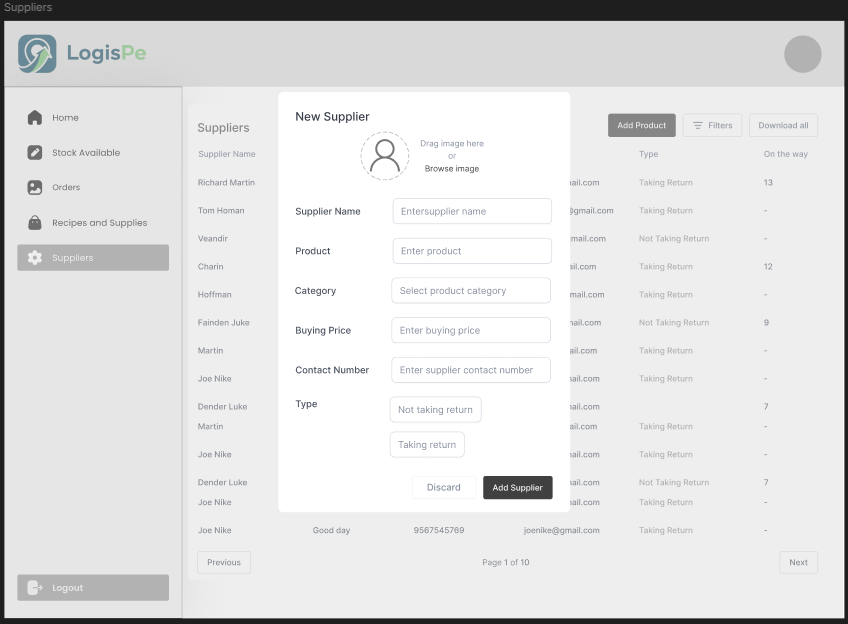 Suppliers
LogisPe
Home
Stock Available
Orders
Recipes and Supplies
Suppliers
Logout
Suppliers
Add Product
Filters
Download all
Supplier Name
Type
On the way
Richard Martin
ail.com
Taking Return
13
Tom Homan
@gmail.com
Taking Return
-
Veandir
mail.com
Not Taking Return
-
Charin
ail.com
Taking Return
12
Hoffman
mail.com
Taking Return
-
Fainden Juke
ail.com
Not Taking Return
9
Martin
ail.com
Taking Return
-
Joe Nike
ail.com
Taking Return
-
Dender Luke
ail.com
7
Martin
ail.com
Taking Return
-
Joe Nike
ail.com
Taking Return
-
Dender Luke
ail.com
Not Taking Return
7
Joe Nike
ail.com
Taking Return
-
Joe Nike
Good day
9567545769
joenike@gmail.com
Taking Return
-
Previous
Page 1 of 10
Next
New Supplier
Drag image here
or
Browse image
Supplier Name
Entersupplier name
Product
Enter product
Category
Select product category
Buying Price
Enter buying price
Contact Number
Enter supplier contact number
Type
Not taking return
Taking return
Discard
Add Supplier